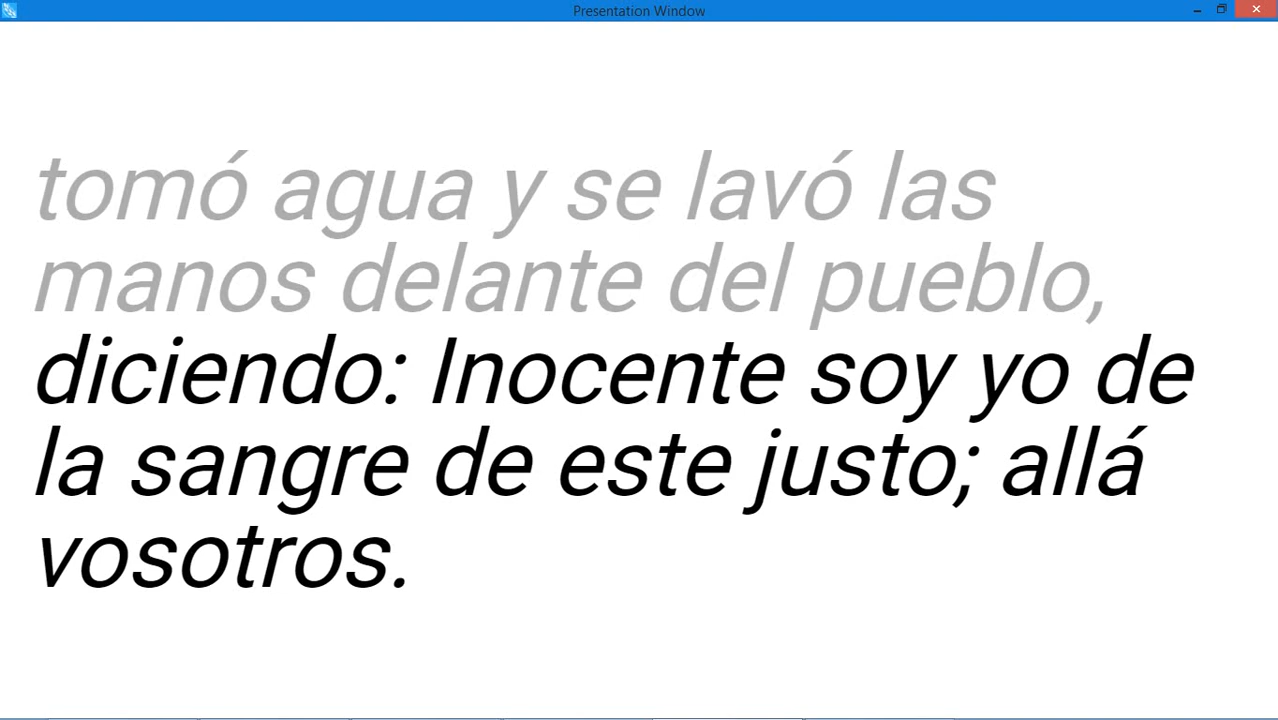 Presentation Window
tomó agua y se lavó las
manos delante del pueblo,
diciendo: Inocente soy yo de
la sangre de este justo; allá
vosotros.